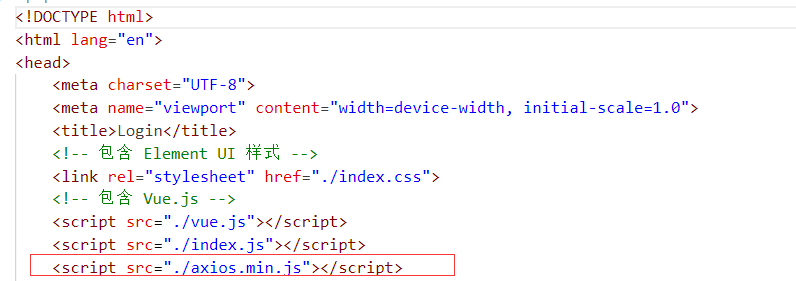 <!DOCTYPE html>
<html lang="en">
<head>
    <meta charset="UTF-8">
    <meta name="viewport" content="width=device-width, initial-scale=1.0">
    <title>Login</title>
    <!-- 包含 Element UI 样式 -->
    <link rel="stylesheet" href="./index.css">
    <!-- 包含 Vue.js -->
    <script src="./vue.js"></script>
    <script src="./index.js"></script>
    <script src="./axios.min.js"></script>